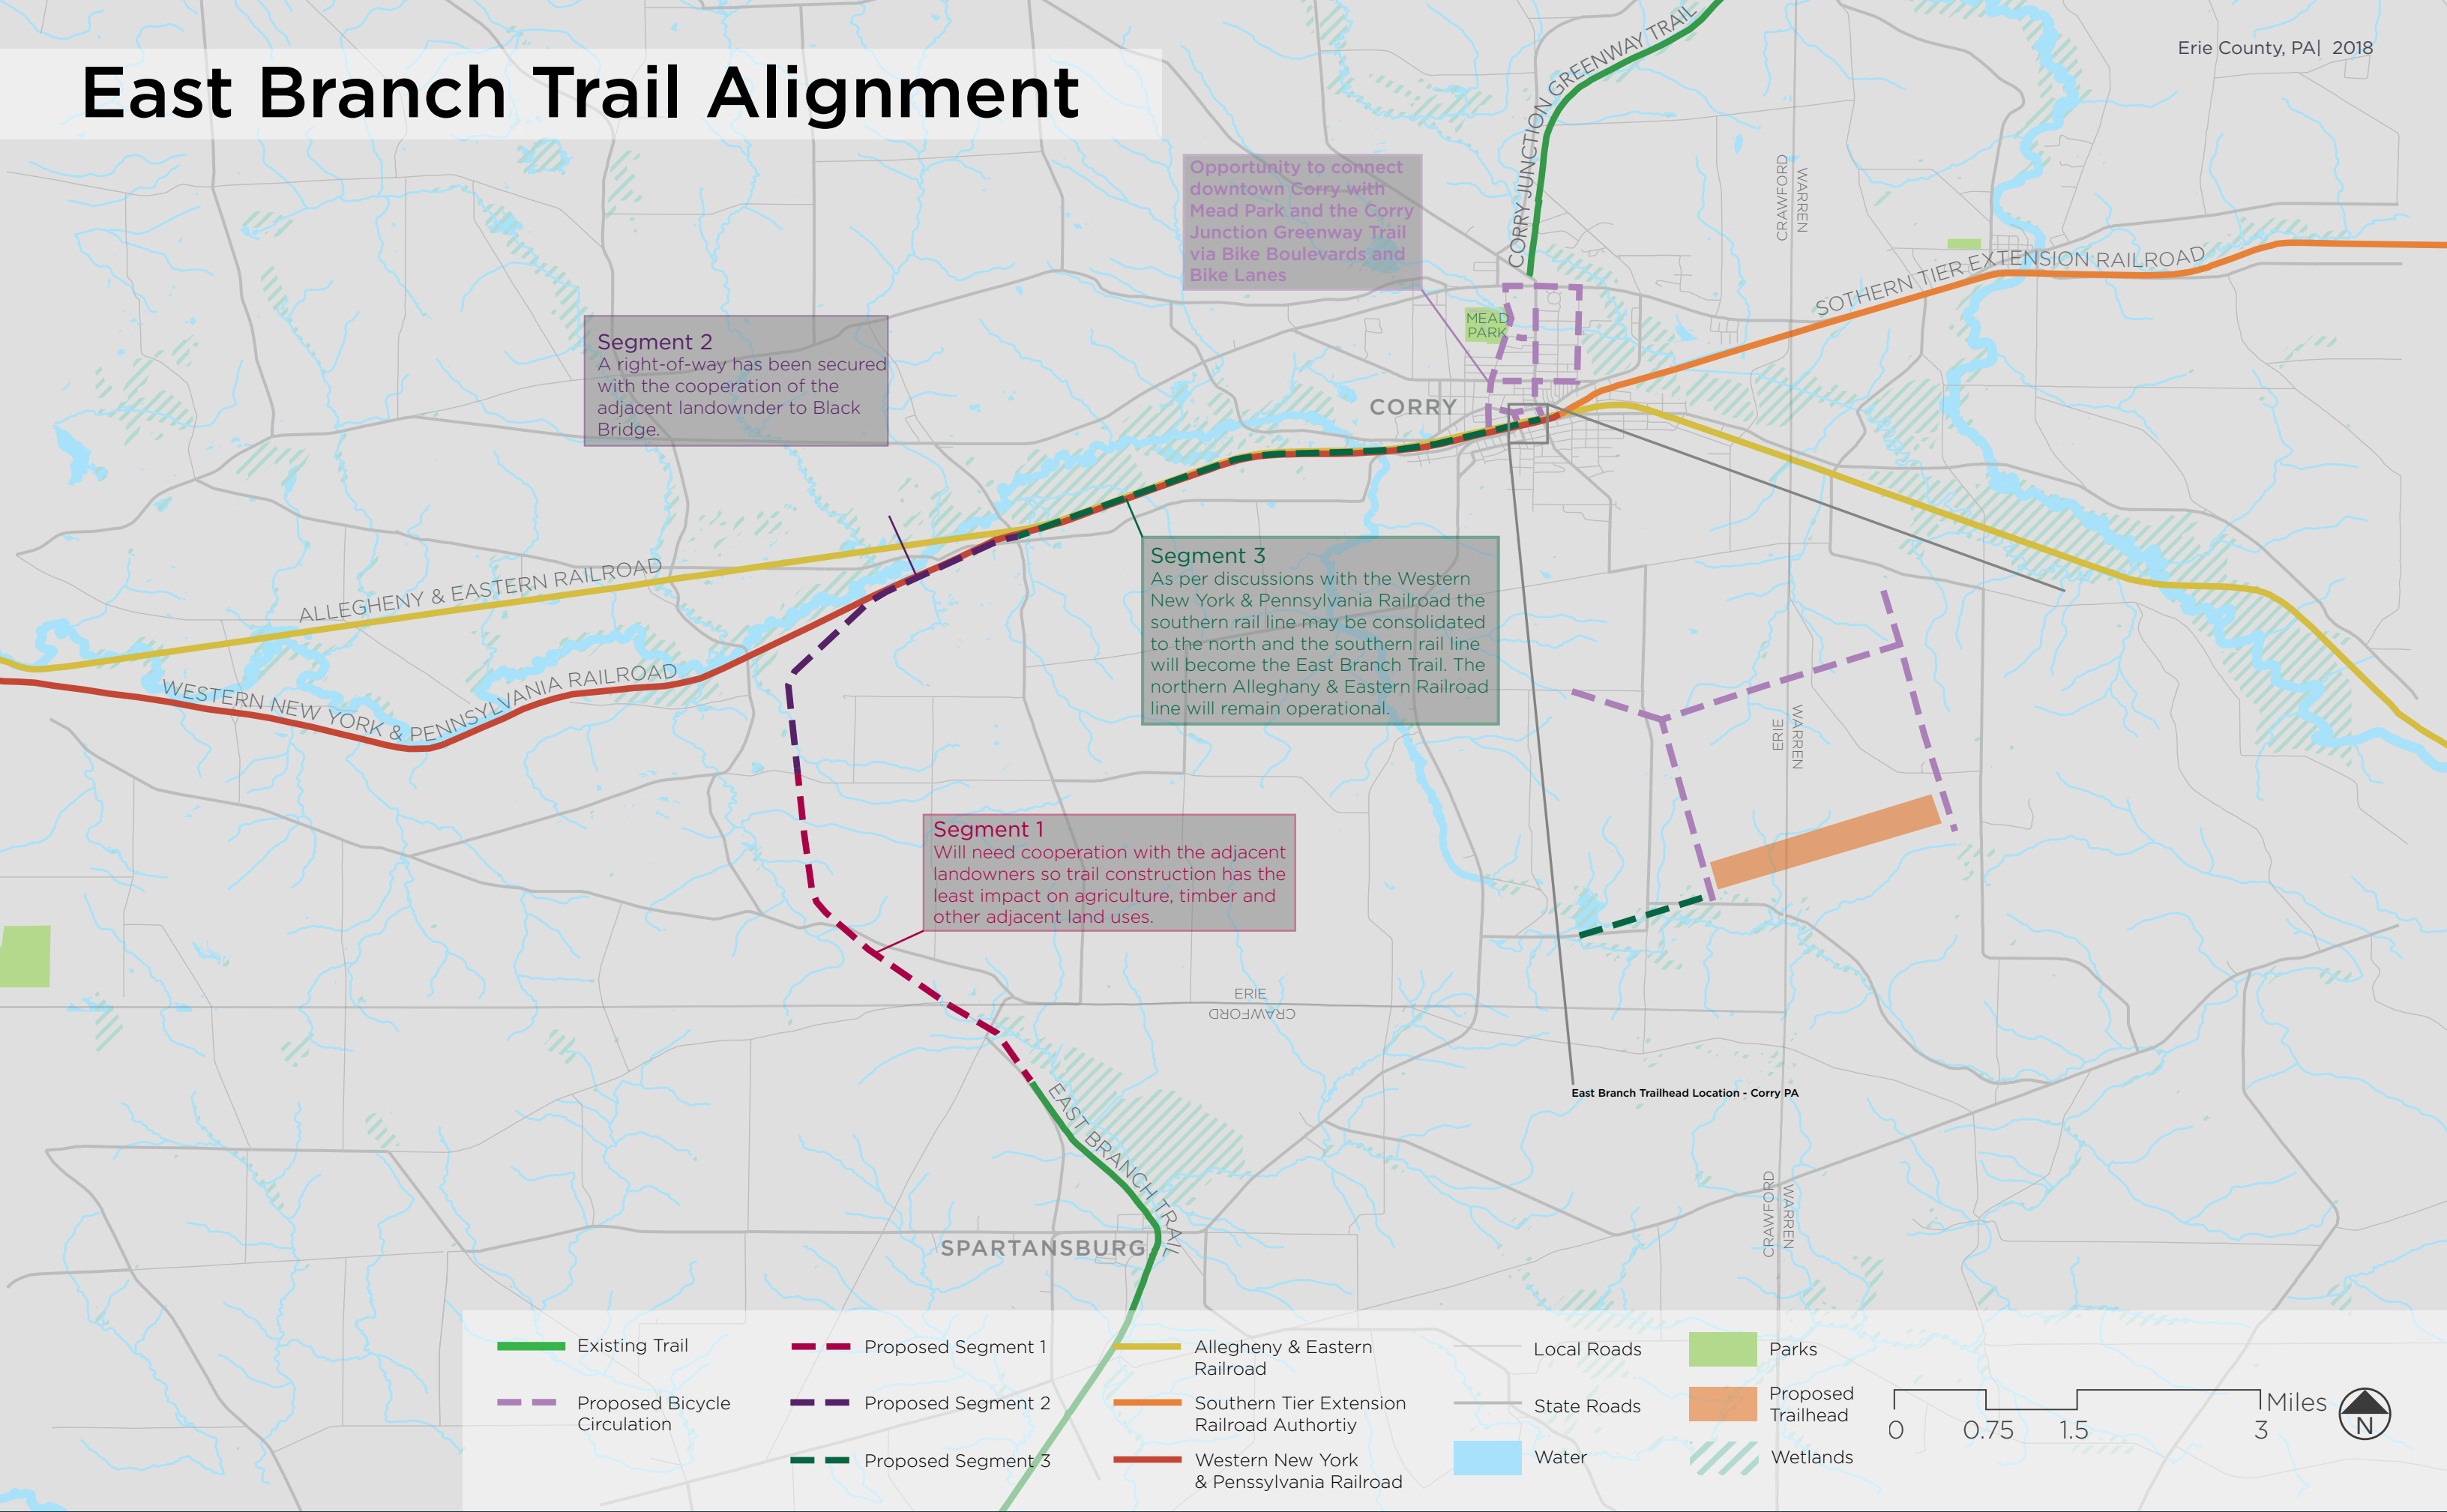 East Branch Trail Alignment
Erie County, PA| 2018
CORRY JUNCTION GREENWAY TRAIL
Opportunity to connect
downtown Corry with
Mead Park and the Corry
Junction Greenway Trail
via Bike Boulevards and
Bike Lanes
CRAWFORD
WARREN
SOTHERN TIER EXTENSION RAILROAD
MEAD
PARK
CORRY
Segment 2
A right-of-way has been secured
with the cooperation of the
adjacent landownder to Black
Bridge.
ALLEGHENY & EASTERN RAILROAD
WESTERN NEW YORK & PENNSYLVANIA RAILROAD
Segment 3
As per discussions with the Western
New York & Pennsylvania Railroad the
southern rail line may be consolidated
to the north and the southern rail line
will become the East Branch Trail. The
northern Alleghany & Eastern Railroad
line will remain operational.
ERIE
WARREN
Segment 1
Will need cooperation with the adjacent
landowners so trail construction has the
least impact on agriculture, timber and
other adjacent land uses.
ERIE
CRAWFORD
East Branch Trailhead Location - Corry PA
EAST BRANCH TRAIL
CRAWFORD
WARREN
SPARTANSBURG
Existing Trail
Proposed Bicycle
Circulation
Proposed Segment 1
Proposed Segment 2
Proposed Segment 3
Allegheny & Eastern
Railroad
Southern Tier Extension
Railroad Authortiy
Western New York
& Penssylvania Railroad
Local Roads
State Roads
Water
Parks
Proposed
Trailhead
Wetlands
0 0.75 1.5 3 Miles
N